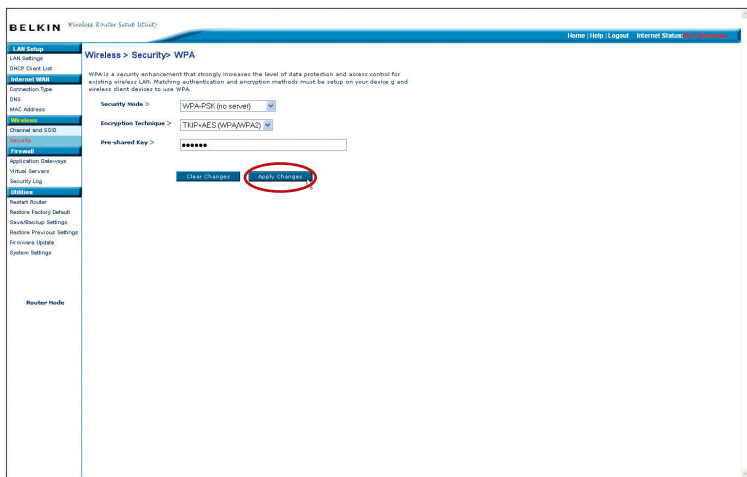 BELKIN Wireless Router Setup Utility
Home | Help | Logout Internet Status:
LAN Setup
LAN Settings
DHCP Client List
Internet WAN
Connection Type
DNS
MAC Address
Wireless
Channel and SSID
Security
Firewall
Application Gateways
Virtual Servers
Security Log
Utilities
Restart Router
Restore Factory Default
Save/Backup Settings
Restore Previous Settings
Firmware Update
System Settings
Router Mode
Wireless > Security> WPA
WPA is a security enhancement that strongly increases the level of data protection and access control for
existing wireless LAN. Matching authentication and encryption methods must be setup on your device g and
wireless client devices to use WPA.
Security Mode > WPA-PSK (no server)
Encryption Technique > TKIP+AES (WPA/WPA2)
Pre-shared Key > ••••••
Clear Changes Apply Changes